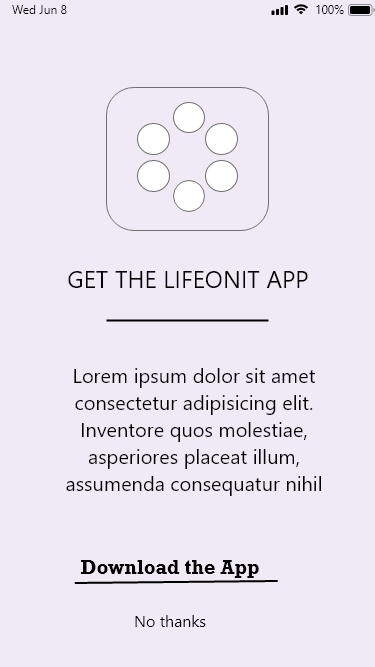 Wed Jun 8 100%
GET THE LIFEONIT APP
Lorem ipsum dolor sit amet
consectetur adipisicing elit.
Inventore quos molestiae,
asperiores placeat illum,
assumenda consequatur nihil
Download the App
No thanks